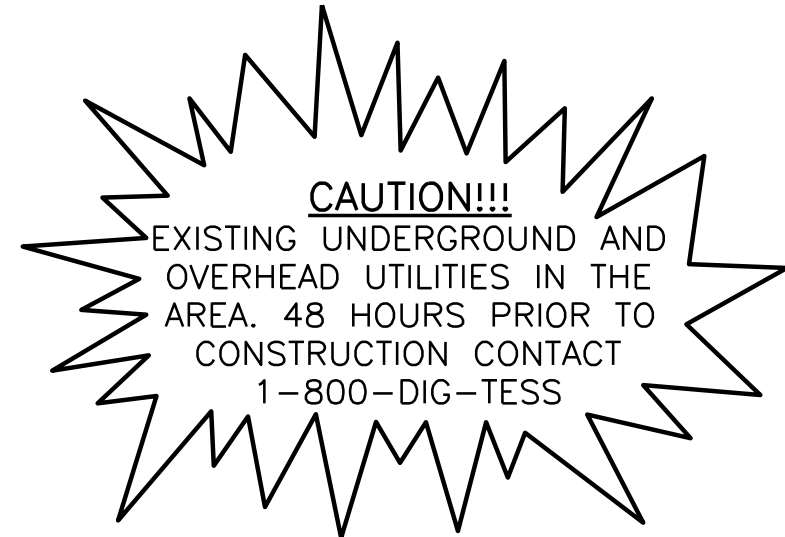 CAUTION!!!
EXISTING UNDERGROUND AND
OVERHEAD UTILITIES IN THE
AREA. 48 HOURS PRIOR TO
CONSTRUCTION CONTACT
1-800-DIG-TESS